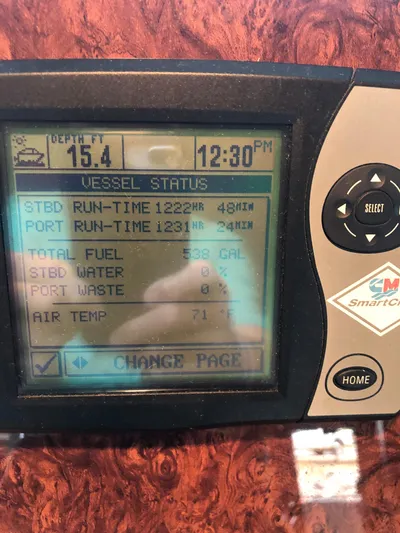 DEPTH FT
15.4
12:30PM
VESSEL STATUS
STBD RUN-TIME 1222HR 48MIN
PORT RUN-TIME 1231HR 24MIN
TOTAL FUEL 538 GAL
STBD WATER 0 %
PORT WASTE 0 %
AIR TEMP 71 °F
CHANGE PAGE
SELECT
SmartCr
HOME